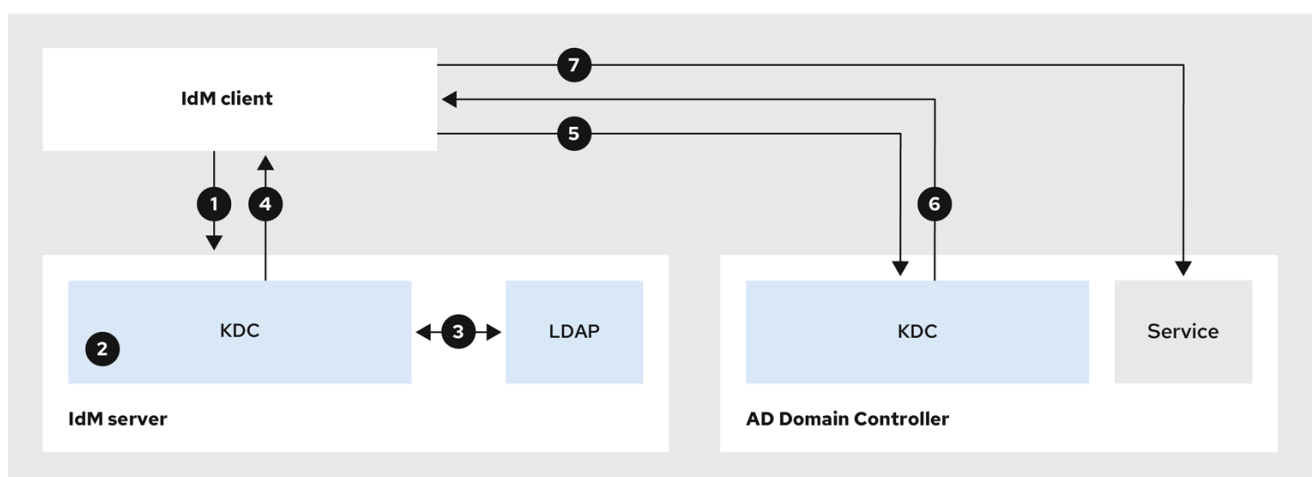 7
IdM client
5
1
4
6
KDC
3
LDAP
KDC
Service
2
IdM server
AD Domain Controller